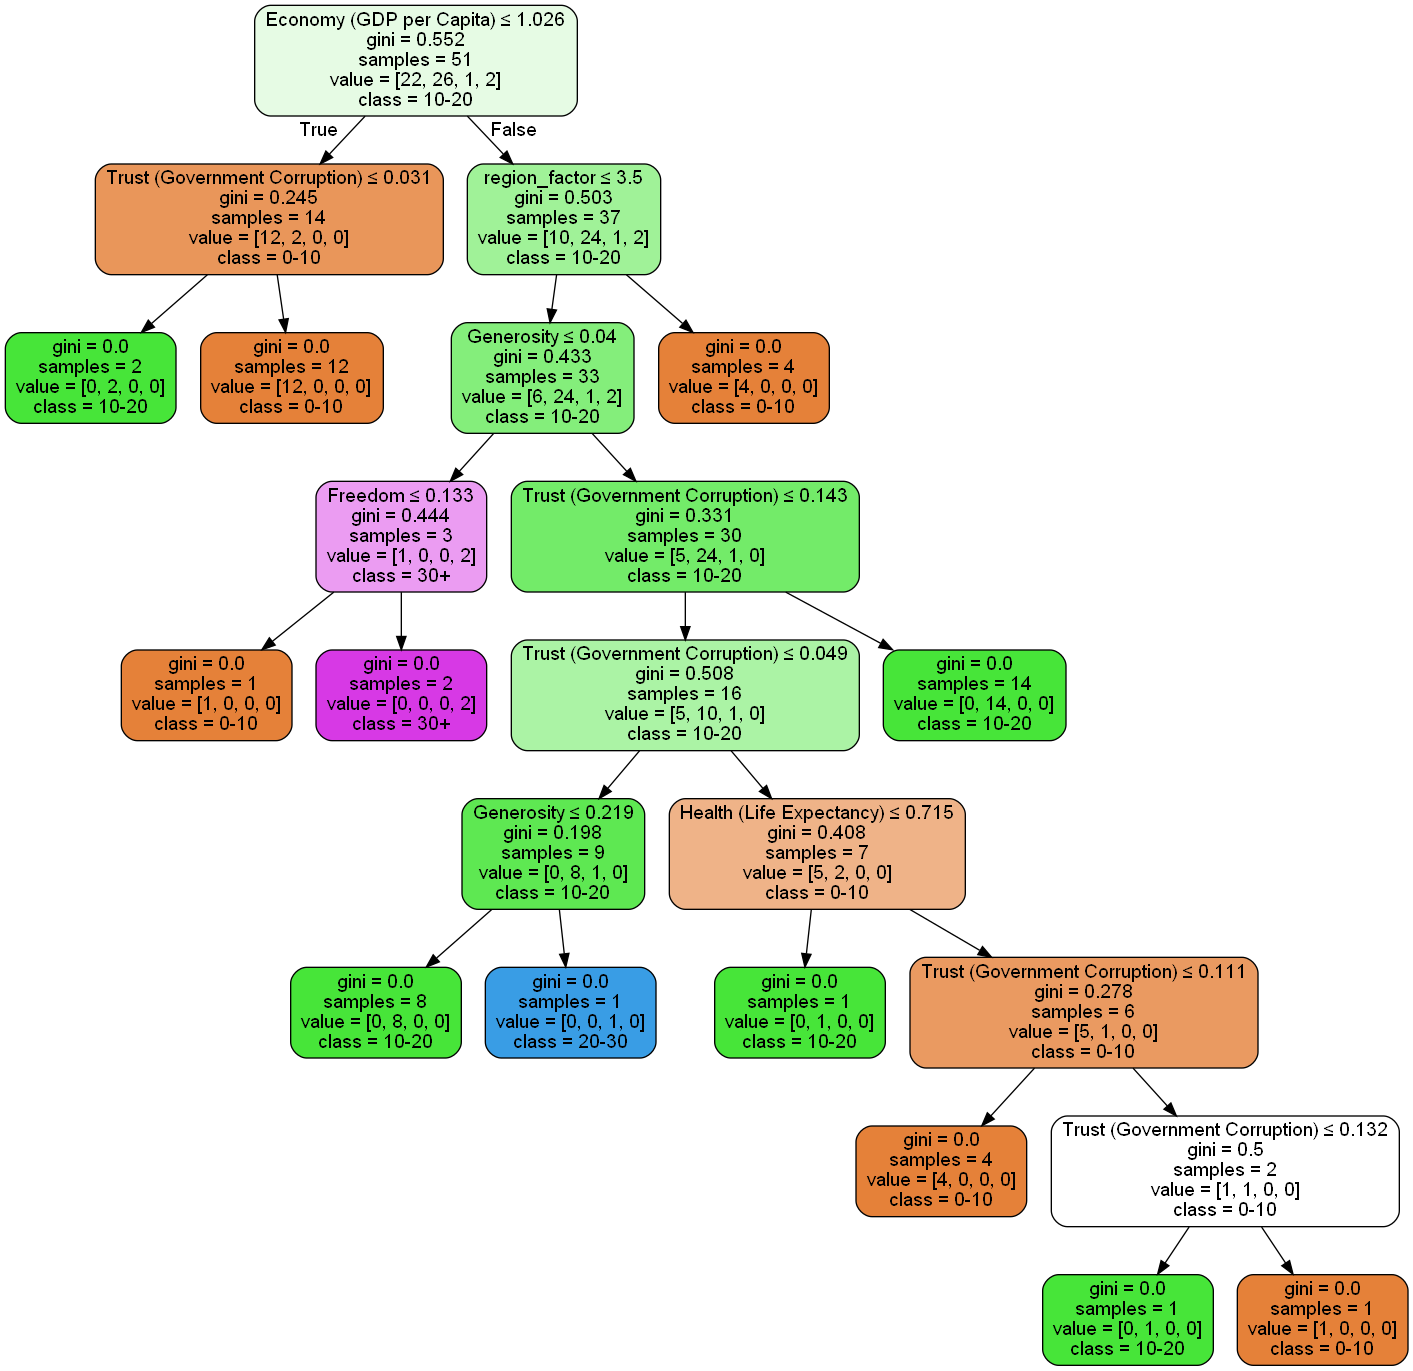 Economy (GDP per Capita) ≤ 1.026
gini = 0.552
samples = 51
value = [22, 26, 1, 2]
class = 10-20
True
False
Trust (Government Corruption) ≤ 0.031
gini = 0.245
samples = 14
value = [12, 2, 0, 0]
class = 0-10
region_factor ≤ 3.5
gini = 0.503
samples = 37
value = [10, 24, 1, 2]
class = 10-20
gini = 0.0
samples = 2
value = [0, 2, 0, 0]
class = 10-20
gini = 0.0
samples = 12
value = [12, 0, 0, 0]
class = 0-10
Generosity ≤ 0.04
gini = 0.433
samples = 33
value = [6, 24, 1, 2]
class = 10-20
gini = 0.0
samples = 4
value = [4, 0, 0, 0]
class = 0-10
Freedom ≤ 0.133
gini = 0.444
samples = 3
value = [1, 0, 0, 2]
class = 30+
Trust (Government Corruption) ≤ 0.143
gini = 0.331
samples = 30
value = [5, 24, 1, 0]
class = 10-20
gini = 0.0
samples = 1
value = [1, 0, 0, 0]
class = 0-10
gini = 0.0
samples = 2
value = [0, 0, 0, 2]
class = 30+
Trust (Government Corruption) ≤ 0.049
gini = 0.508
samples = 16
value = [5, 10, 1, 0]
class = 10-20
gini = 0.0
samples = 14
value = [0, 14, 0, 0]
class = 10-20
Generosity ≤ 0.219
gini = 0.198
samples = 9
value = [0, 8, 1, 0]
class = 10-20
Health (Life Expectancy) ≤ 0.715
gini = 0.408
samples = 7
value = [5, 2, 0, 0]
class = 0-10
gini = 0.0
samples = 8
value = [0, 8, 0, 0]
class = 10-20
gini = 0.0
samples = 1
value = [0, 0, 1, 0]
class = 20-30
gini = 0.0
samples = 1
value = [0, 1, 0, 0]
class = 10-20
Trust (Government Corruption) ≤ 0.111
gini = 0.278
samples = 6
value = [5, 1, 0, 0]
class = 0-10
gini = 0.0
samples = 4
value = [4, 0, 0, 0]
class = 0-10
Trust (Government Corruption) ≤ 0.132
gini = 0.5
samples = 2
value = [1, 1, 0, 0]
class = 0-10
gini = 0.0
samples = 1
value = [0, 1, 0, 0]
class = 10-20
gini = 0.0
samples = 1
value = [1, 0, 0, 0]
class = 0-10